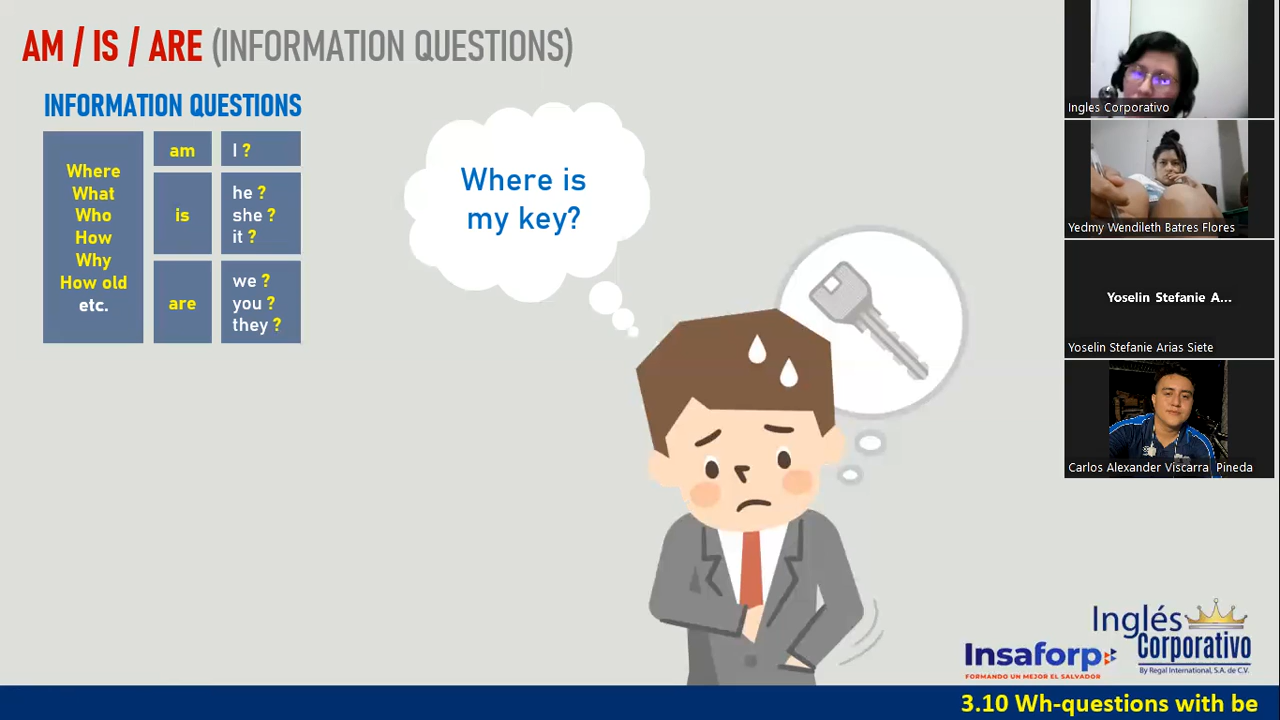 AM / IS / ARE (INFORMATION QUESTIONS)
INFORMATION QUESTIONS
Where
What
Who
How
Why
How old
etc.
am
is
are
I ?
he ?
she ?
it ?
we ?
you ?
they ?
Where is
my key?
Ingles Corporativo
Yedmy Wendileth Batres Flores
Yoselin Stefanie A...
Yoselin Stefanie Arias Siete
Carlos Alexander Viscarra Pineda
Insaforp
FORMANDO UN MEJOR EL SALVADOR
Inglés
Corporativo
By Regal International, S.A. de C.V.
3.10 Wh-questions with be